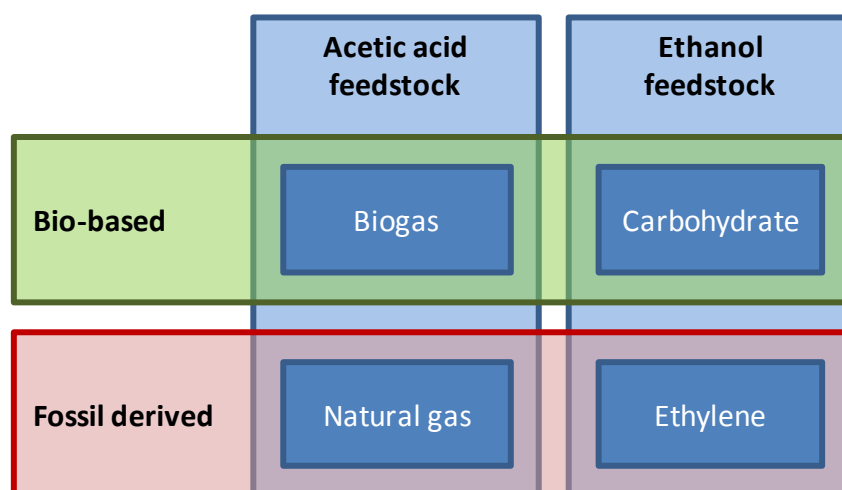 Acetic acid
feedstock
Ethanol
feedstock
Bio-based
Biogas
Carbohydrate
Fossil derived
Natural gas
Ethylene